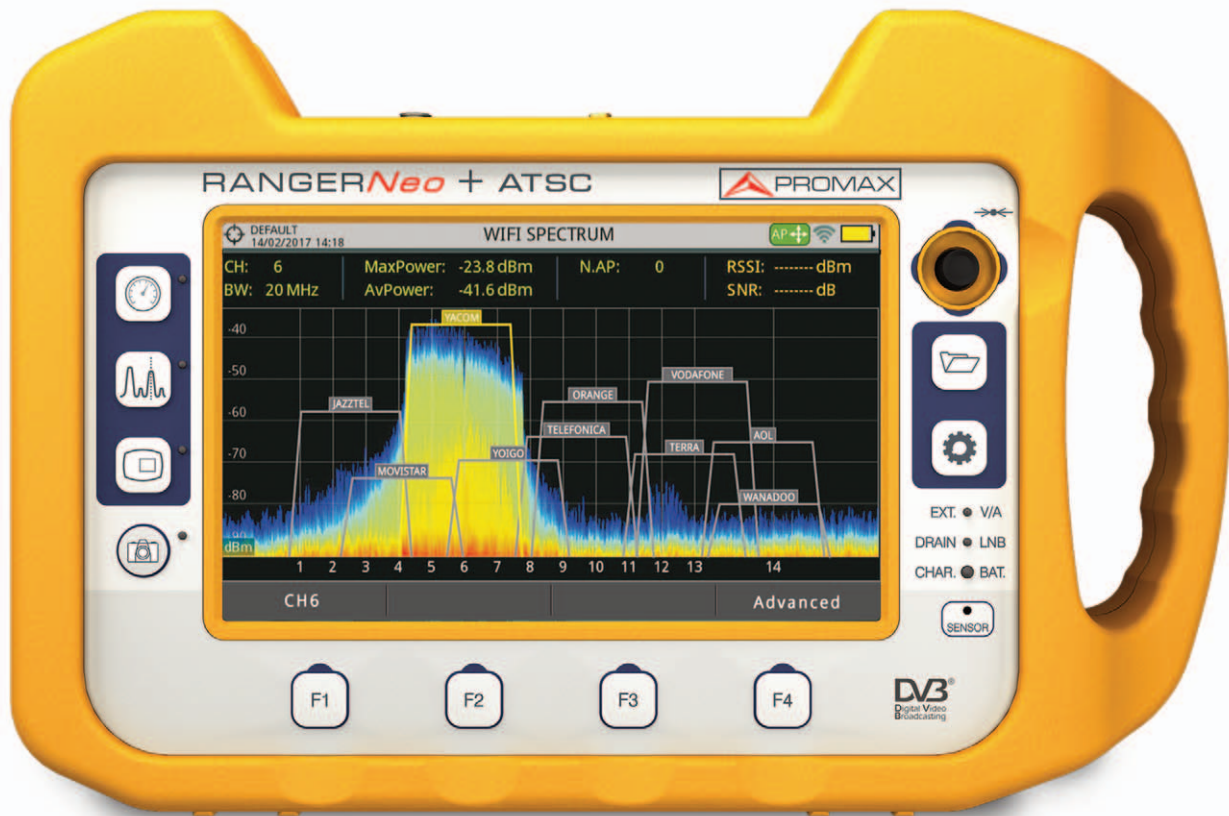 RANGERNeo + ATSC
PROMAX
DEFAULT
14/02/2017 14:18
WIFI SPECTRUM
AP
CH: 6
MaxPower: -23.8 dBm
N.AP: 0
RSSI: -------- dBm
BW: 20 MHz
AvPower: -41.6 dBm
SNR: -------- dB
-40
YACOM
-50
VODAFONE
ORANGE
-60
JAZZTEL
TELEFONICA
AOL
-70
YOIGO
TERRA
MOVISTAR
-80
WANADOO
-90
dBm
1 2 3 4 5 6 7 8 9 10 11 12 13 14
CH6
Advanced
EXT. V/A
DRAIN LNB
CHAR. BAT.
SENSOR
F1
F2
F3
F4
DVB®
Digital Video
Broadcasting